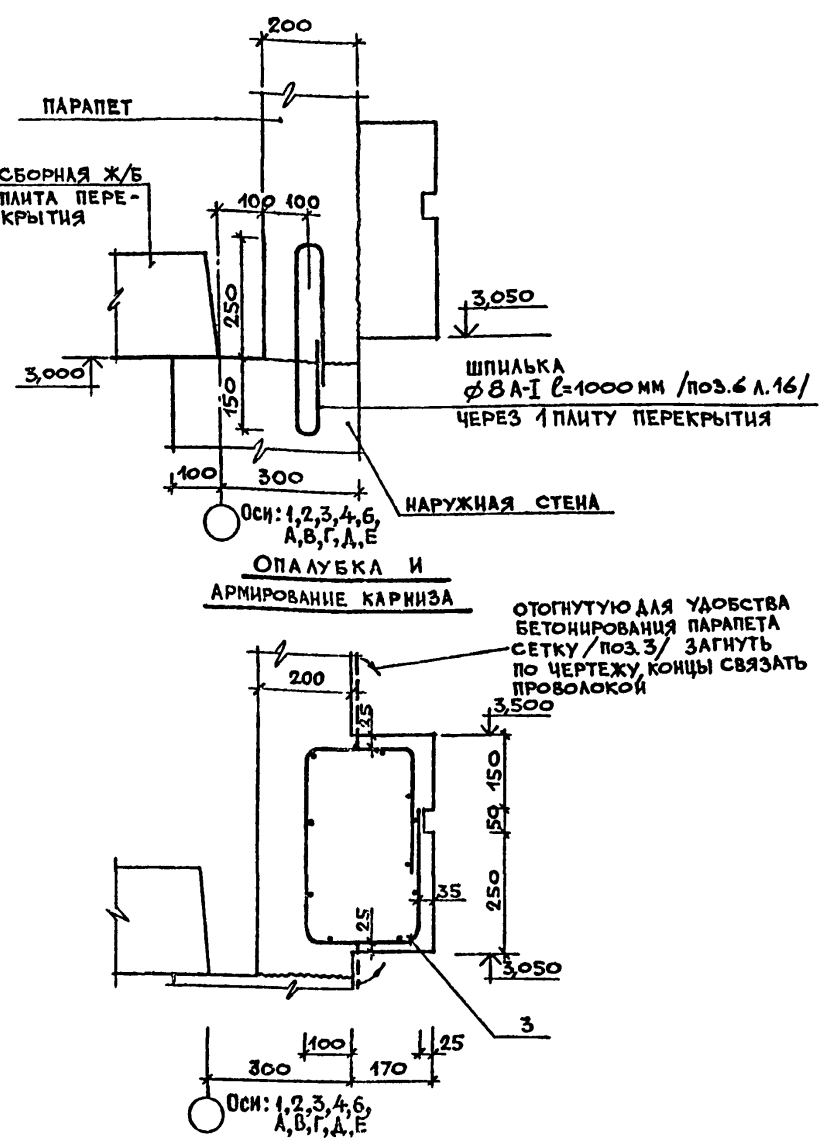 200
ПАРАПЕТ
СБОРНАЯ Ж/Б
ПЛИТА ПЕРЕ-
КРЫТИЯ
100 100
250
3,050
3,000
150
ШПИЛЬКА
Ø 8 А-I ℓ=1000 ММ /ПОЗ.6 Л.16/
ЧЕРЕЗ 1 ПЛИТУ ПЕРЕКРЫТИЯ
100 300
НАРУЖНАЯ СТЕНА
Оси: 1,2,3,4,6,
А,В,Г,Д,Е
ОПАЛУБКА И
АРМИРОВАНИЕ КАРНИЗА
ОТОГНУТУЮ ДЛЯ УДОБСТВА
БЕТОНИРОВАНИЯ ПАРАПЕТА
СЕТКУ /ПОЗ.3/ ЗАГНУТЬ
ПО ЧЕРТЕЖУ, КОНЦЫ СВЯЗАТЬ
ПРОВОЛОКОЙ
200
3,500
25
150
50
250
35
25
3,050
3
100 25
300 170
Оси: 1,2,3,4,6,
А,В,Г,Д,Е